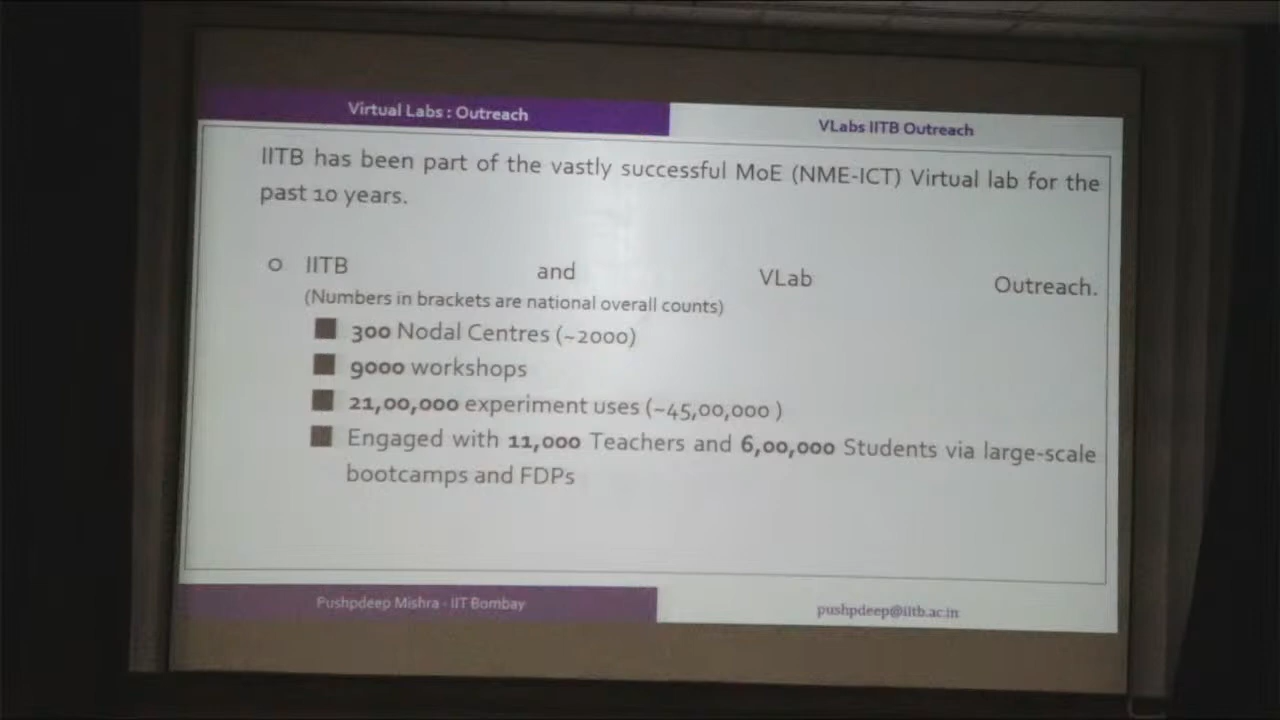 Virtual Labs : Outreach
VLabs IITB Outreach
IITB has been part of the vastly successful MoE (NME-ICT) Virtual lab for the
past 10 years.
o IITB and VLab Outreach.
(Numbers in brackets are national overall counts)
■ 300 Nodal Centres (~2000)
■ 9000 workshops
■ 21,00,000 experiment uses (~45,00,000 )
■ Engaged with 11,000 Teachers and 6,00,000 Students via large-scale
bootcamps and FDPs
Pushpdeep Mishra - IIT Bombay
pushpdeep@iitb.ac.in